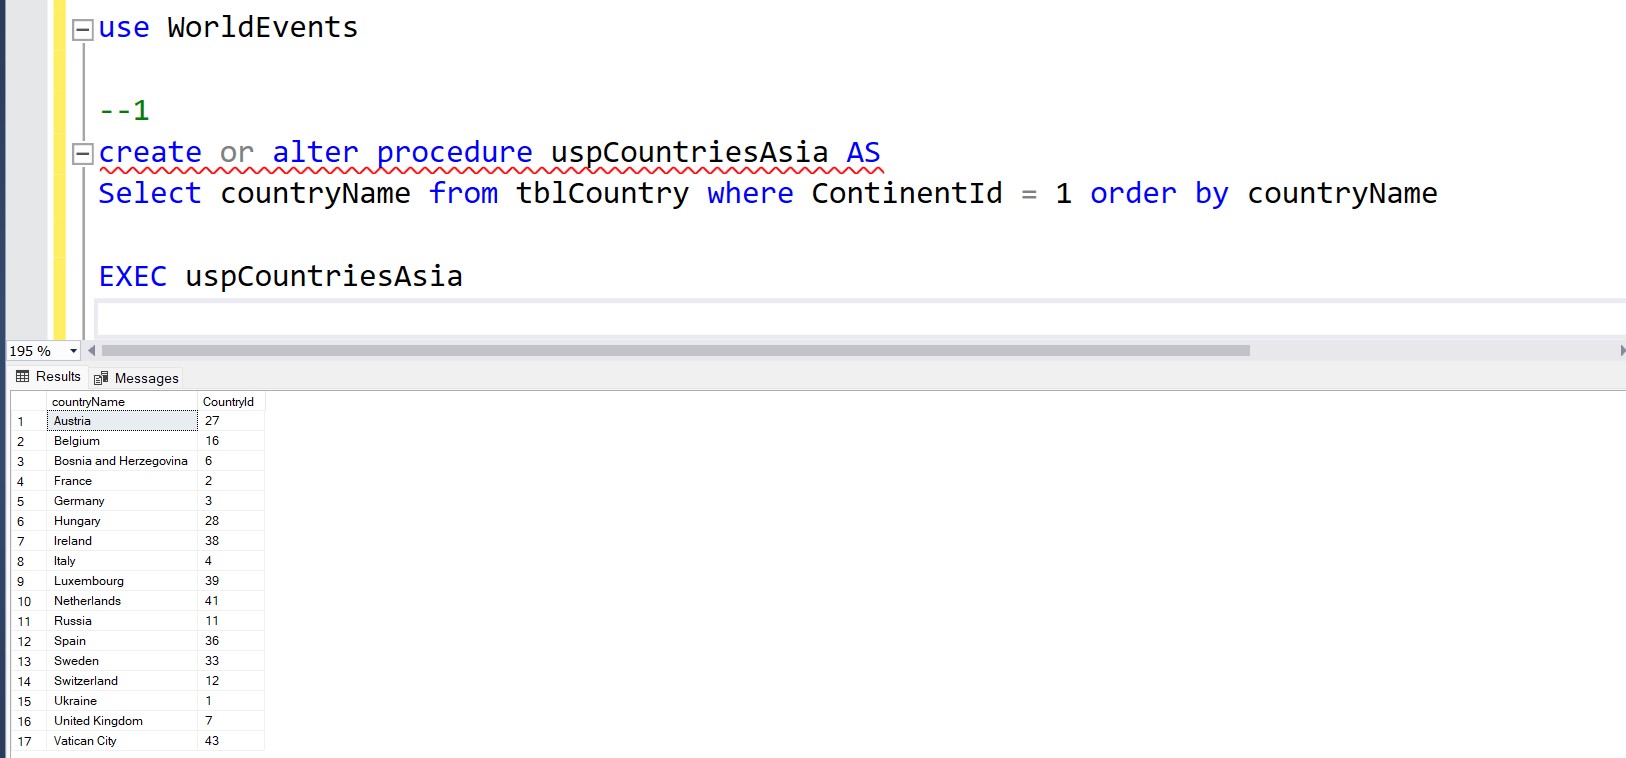 use WorldEvents
--1
create or alter procedure uspCountriesAsia AS
Select countryName from tblCountry where ContinentId = 1 order by countryName
EXEC uspCountriesAsia
195 %
Results Messages
countryName CountryId
1 Austria 27
2 Belgium 16
3 Bosnia and Herzegovina 6
4 France 2
5 Germany 3
6 Hungary 28
7 Ireland 38
8 Italy 4
9 Luxembourg 39
10 Netherlands 41
11 Russia 11
12 Spain 36
13 Sweden 33
14 Switzerland 12
15 Ukraine 1
16 United Kingdom 7
17 Vatican City 43